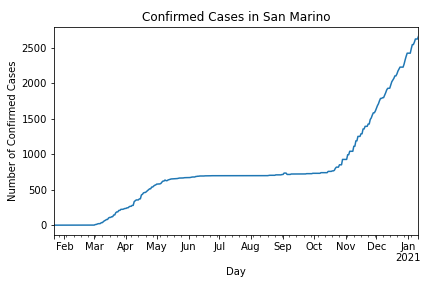 Confirmed Cases in San Marino
Number of Confirmed Cases
2500
2000
1500
1000
500
0
Feb Mar Apr May Jun Jul Aug Sep Oct Nov Dec Jan
2021
Day